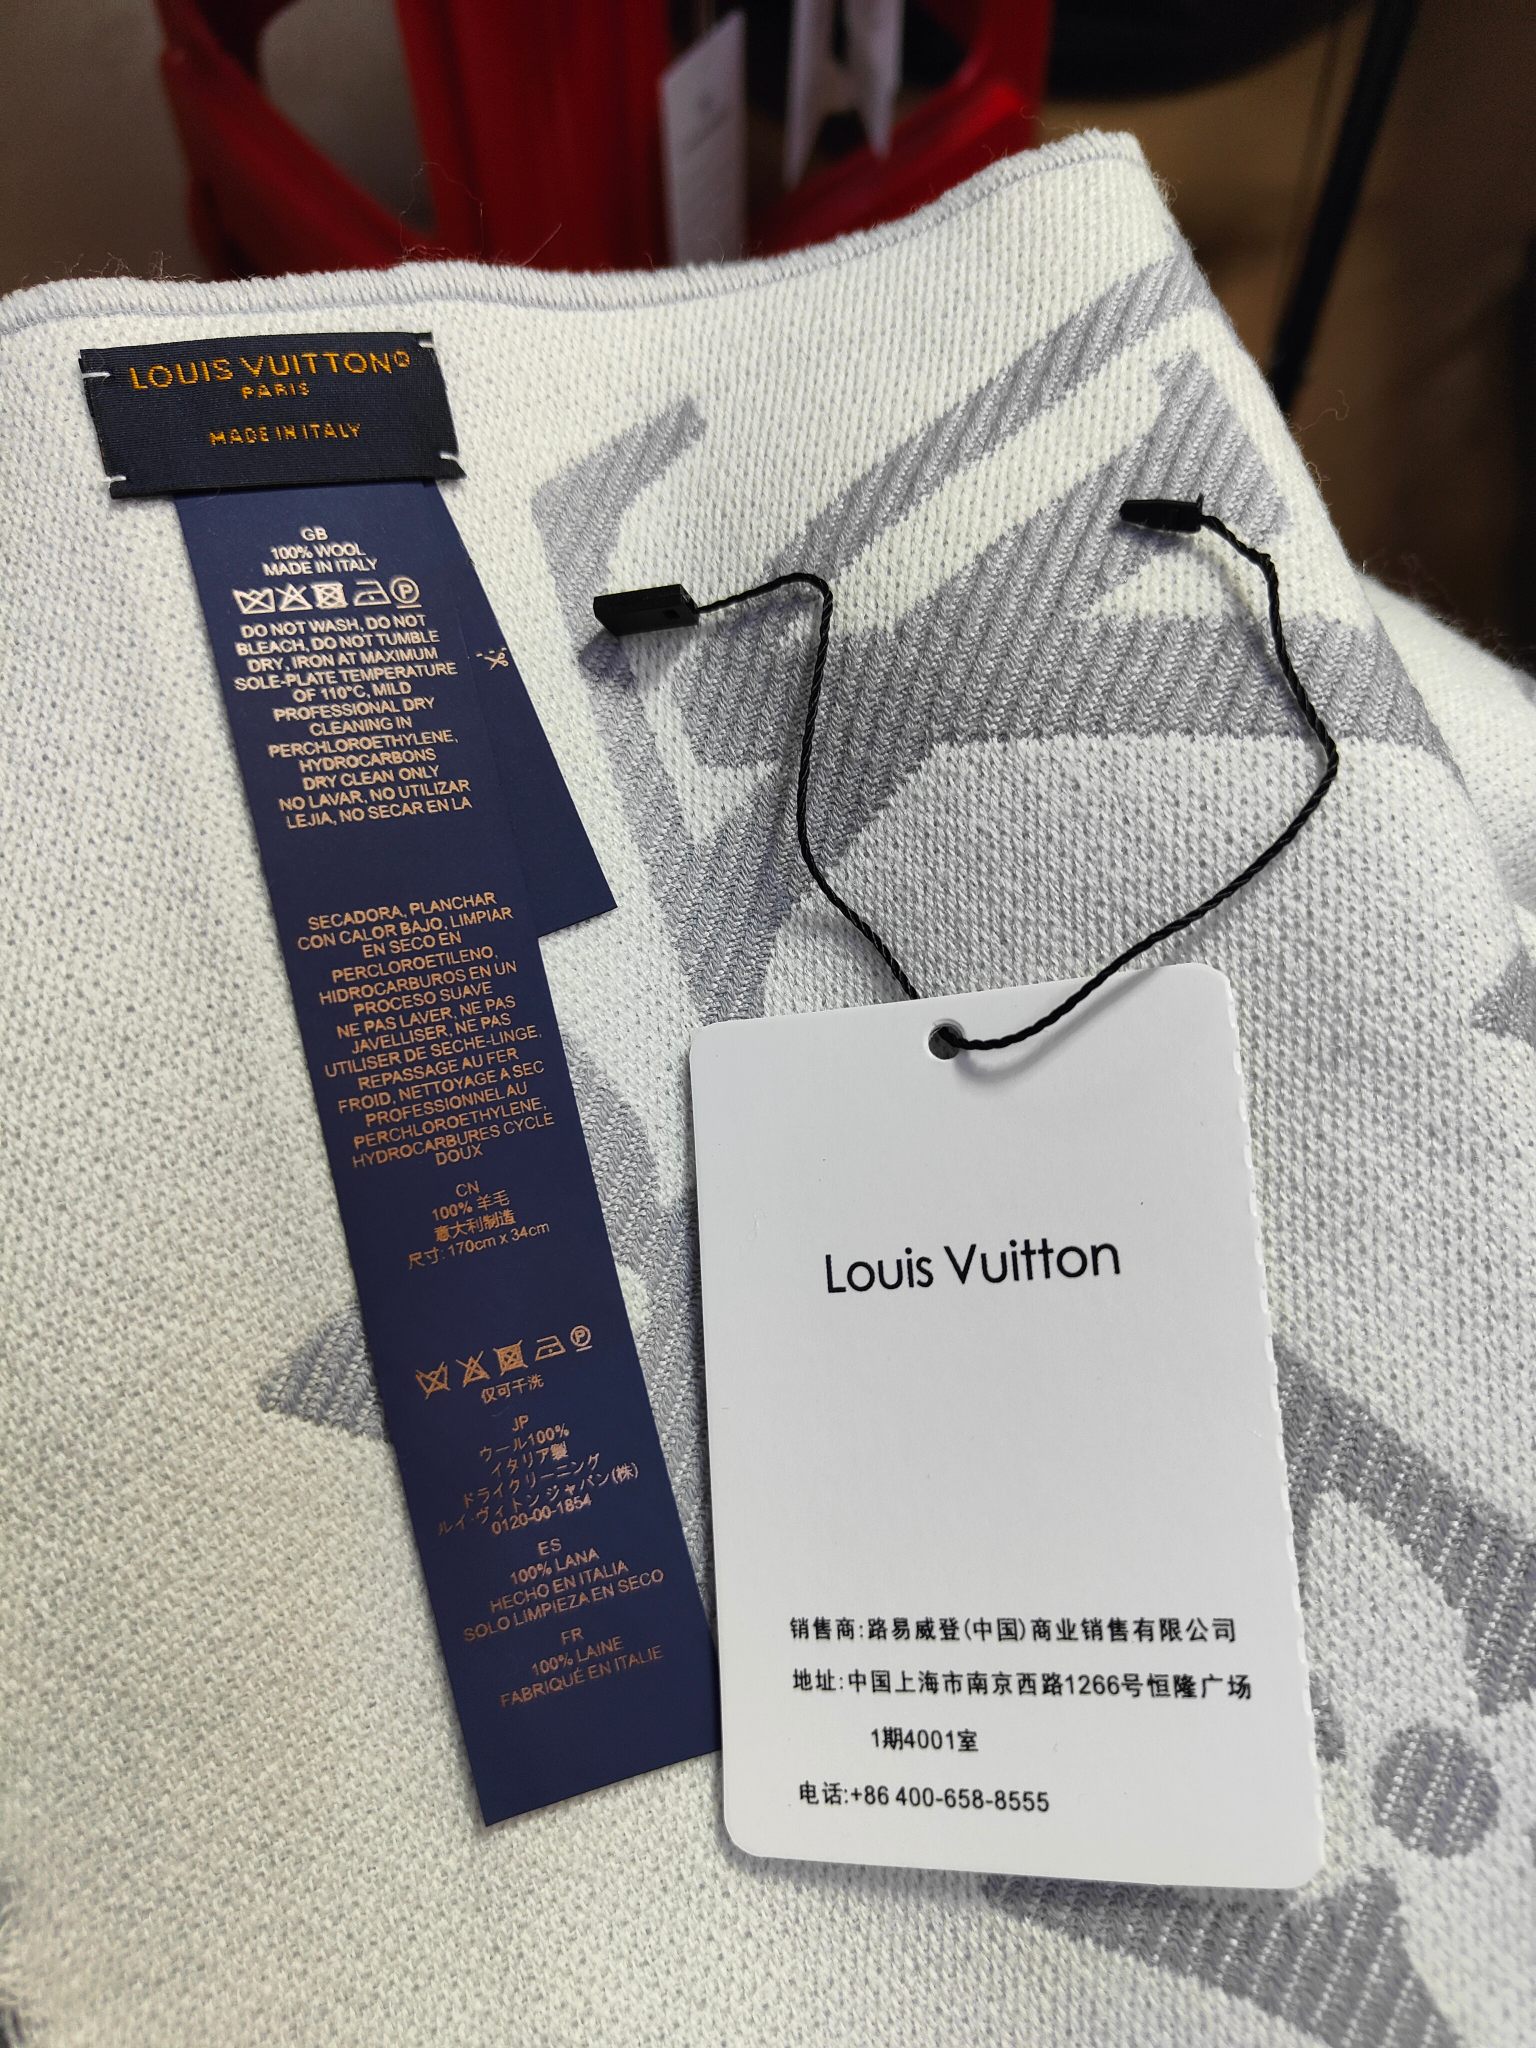 LOUIS VUITTON®
PARIS
MADE IN ITALY
GB
100% WOOL
MADE IN ITALY
P
DO NOT WASH, DO NOT
BLEACH, DO NOT TUMBLE
DRY, IRON AT MAXIMUM
SOLE-PLATE TEMPERATURE
OF 110°C, MILD
PROFESSIONAL DRY
CLEANING IN
PERCHLOROETHYLENE,
HYDROCARBONS
DRY CLEAN ONLY
NO LAVAR, NO UTILIZAR
LEJIA, NO SECAR EN LA
SECADORA, PLANCHAR
CON CALOR BAJO, LIMPIAR
EN SECO EN
PERCLOROETILENO,
HIDROCARBUROS EN UN
PROCESO SUAVE
NE PAS LAVER, NE PAS
JAVELLISER, NE PAS
UTILISER DE SECHE-LINGE,
REPASSAGE AU FER
FROID, NETTOYAGE A SEC
PROFESSIONNEL AU
PERCHLOROETHYLENE,
HYDROCARBURES CYCLE
DOUX
CN
100% 羊毛
意大利制造
尺寸: 170cm x 34cm
P
仅可干洗
JP
ウール100%
イタリア製
ドライクリーニング
ルイ·ヴィトン ジャパン(株)
0120-00-1854
ES
100% LANA
HECHO EN ITALIA
SOLO LIMPIEZA EN SECO
FR
100% LAINE
FABRIQUÉ EN ITALIE
Louis Vuitton
销售商:路易威登(中国)商业销售有限公司
地址:中国上海市南京西路1266号恒隆广场
1期4001室
电话:+86 400-658-8555